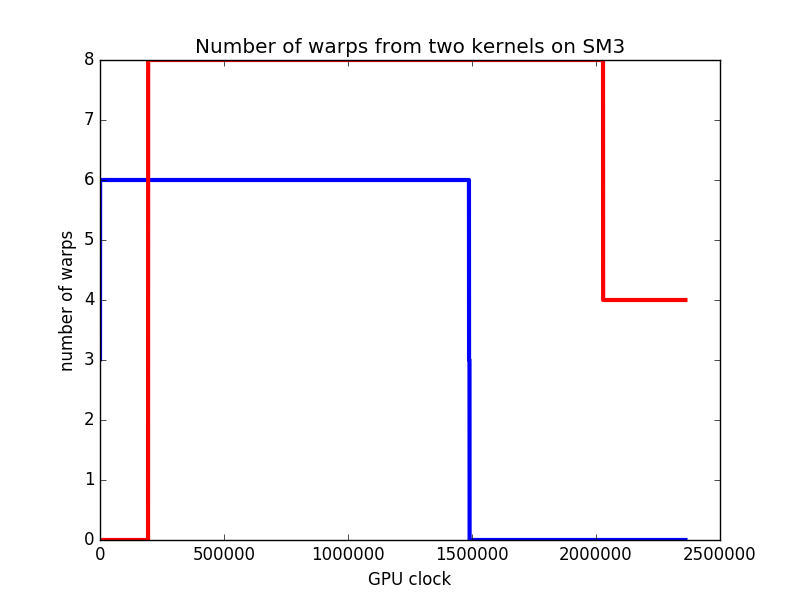 Number of warps from two kernels on SM3
8
7
6
5
4
3
2
1
0
number of warps
0 500000 1000000 1500000 2000000 2500000
GPU clock